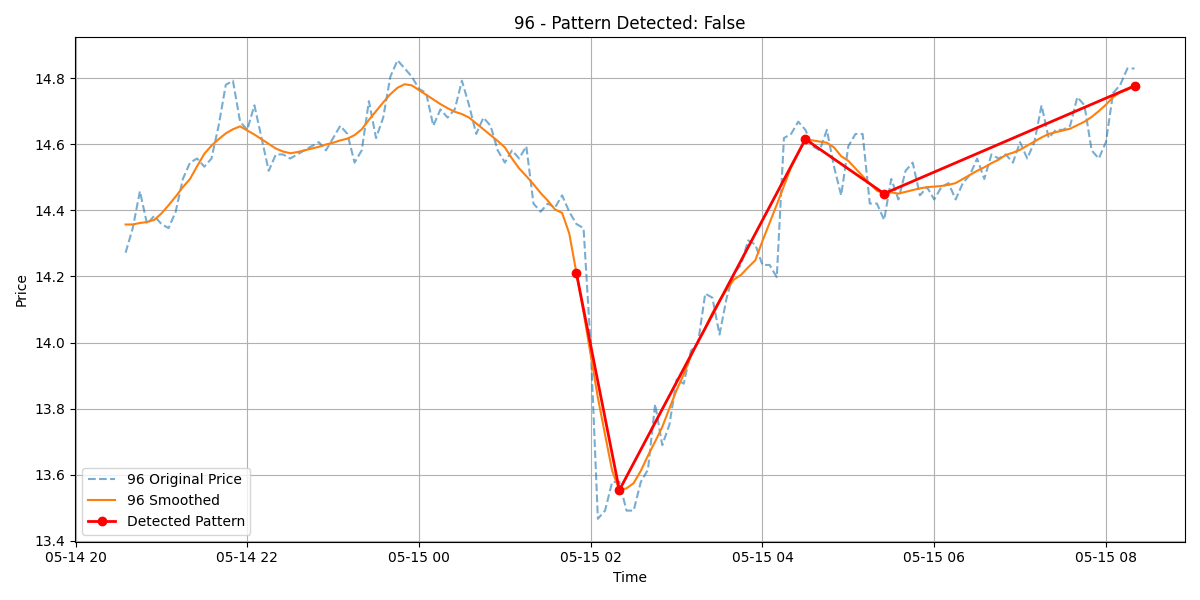 96 - Pattern Detected: False
Price
14.8
14.6
14.4
14.2
14.0
13.8
13.6
13.4
96 Original Price
96 Smoothed
Detected Pattern
05-14 20 05-14 22 05-15 00 05-15 02 05-15 04 05-15 06 05-15 08
Time